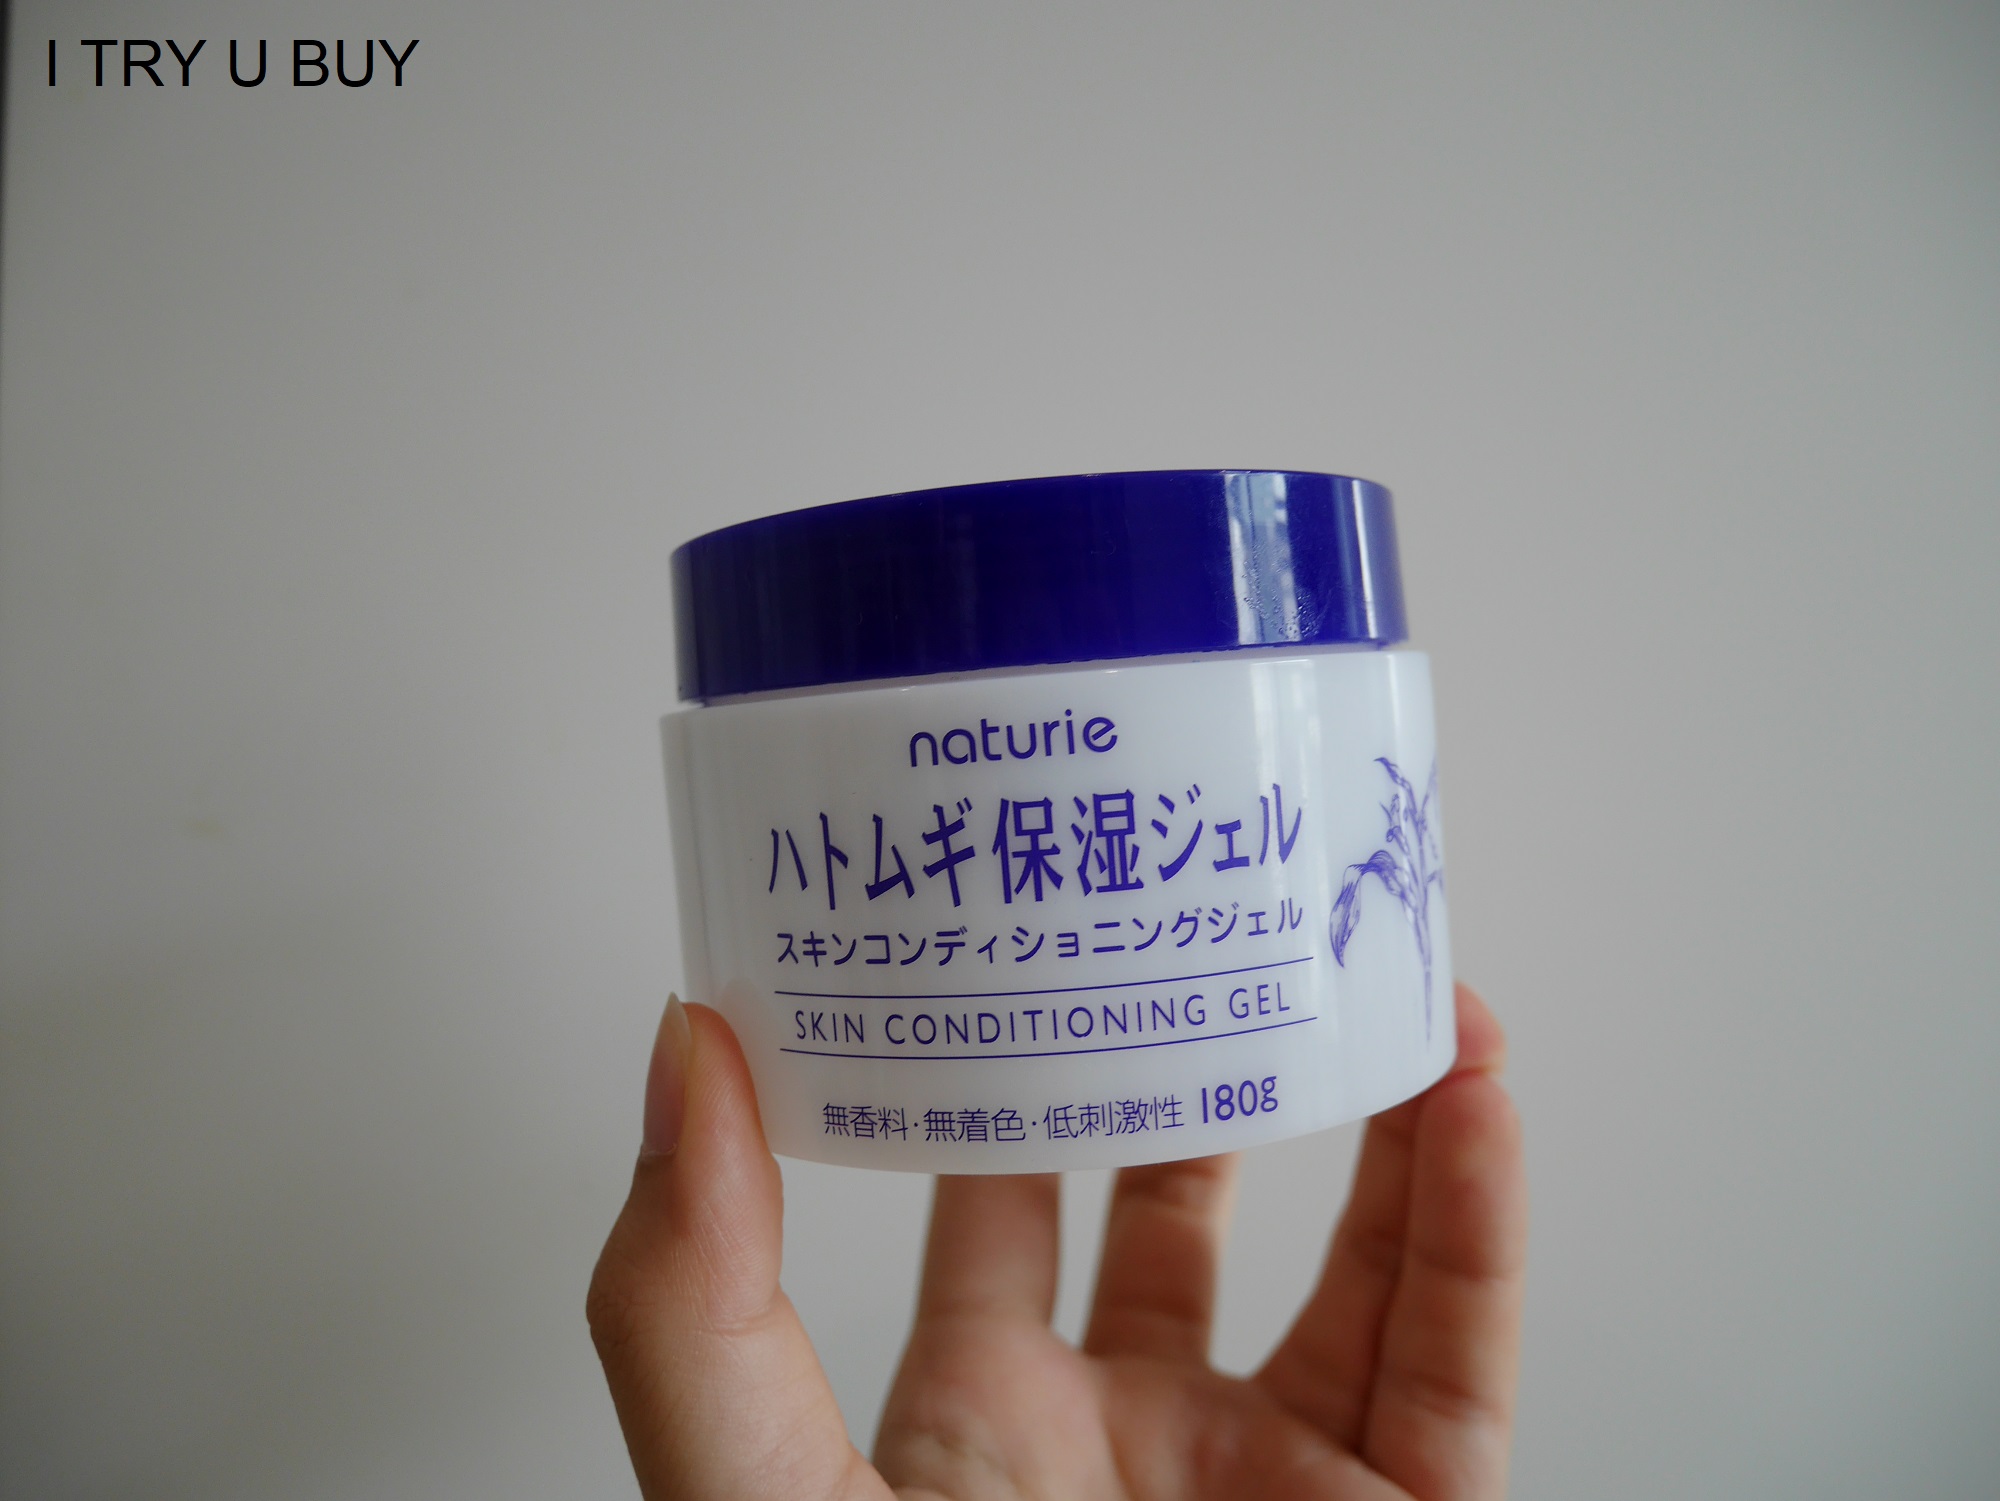 I TRY U BUY
naturie
ハトムギ保湿ジェル
スキンコンディショニングジェル
SKIN CONDITIONING GEL
無香料・無着色・低刺激性 180g